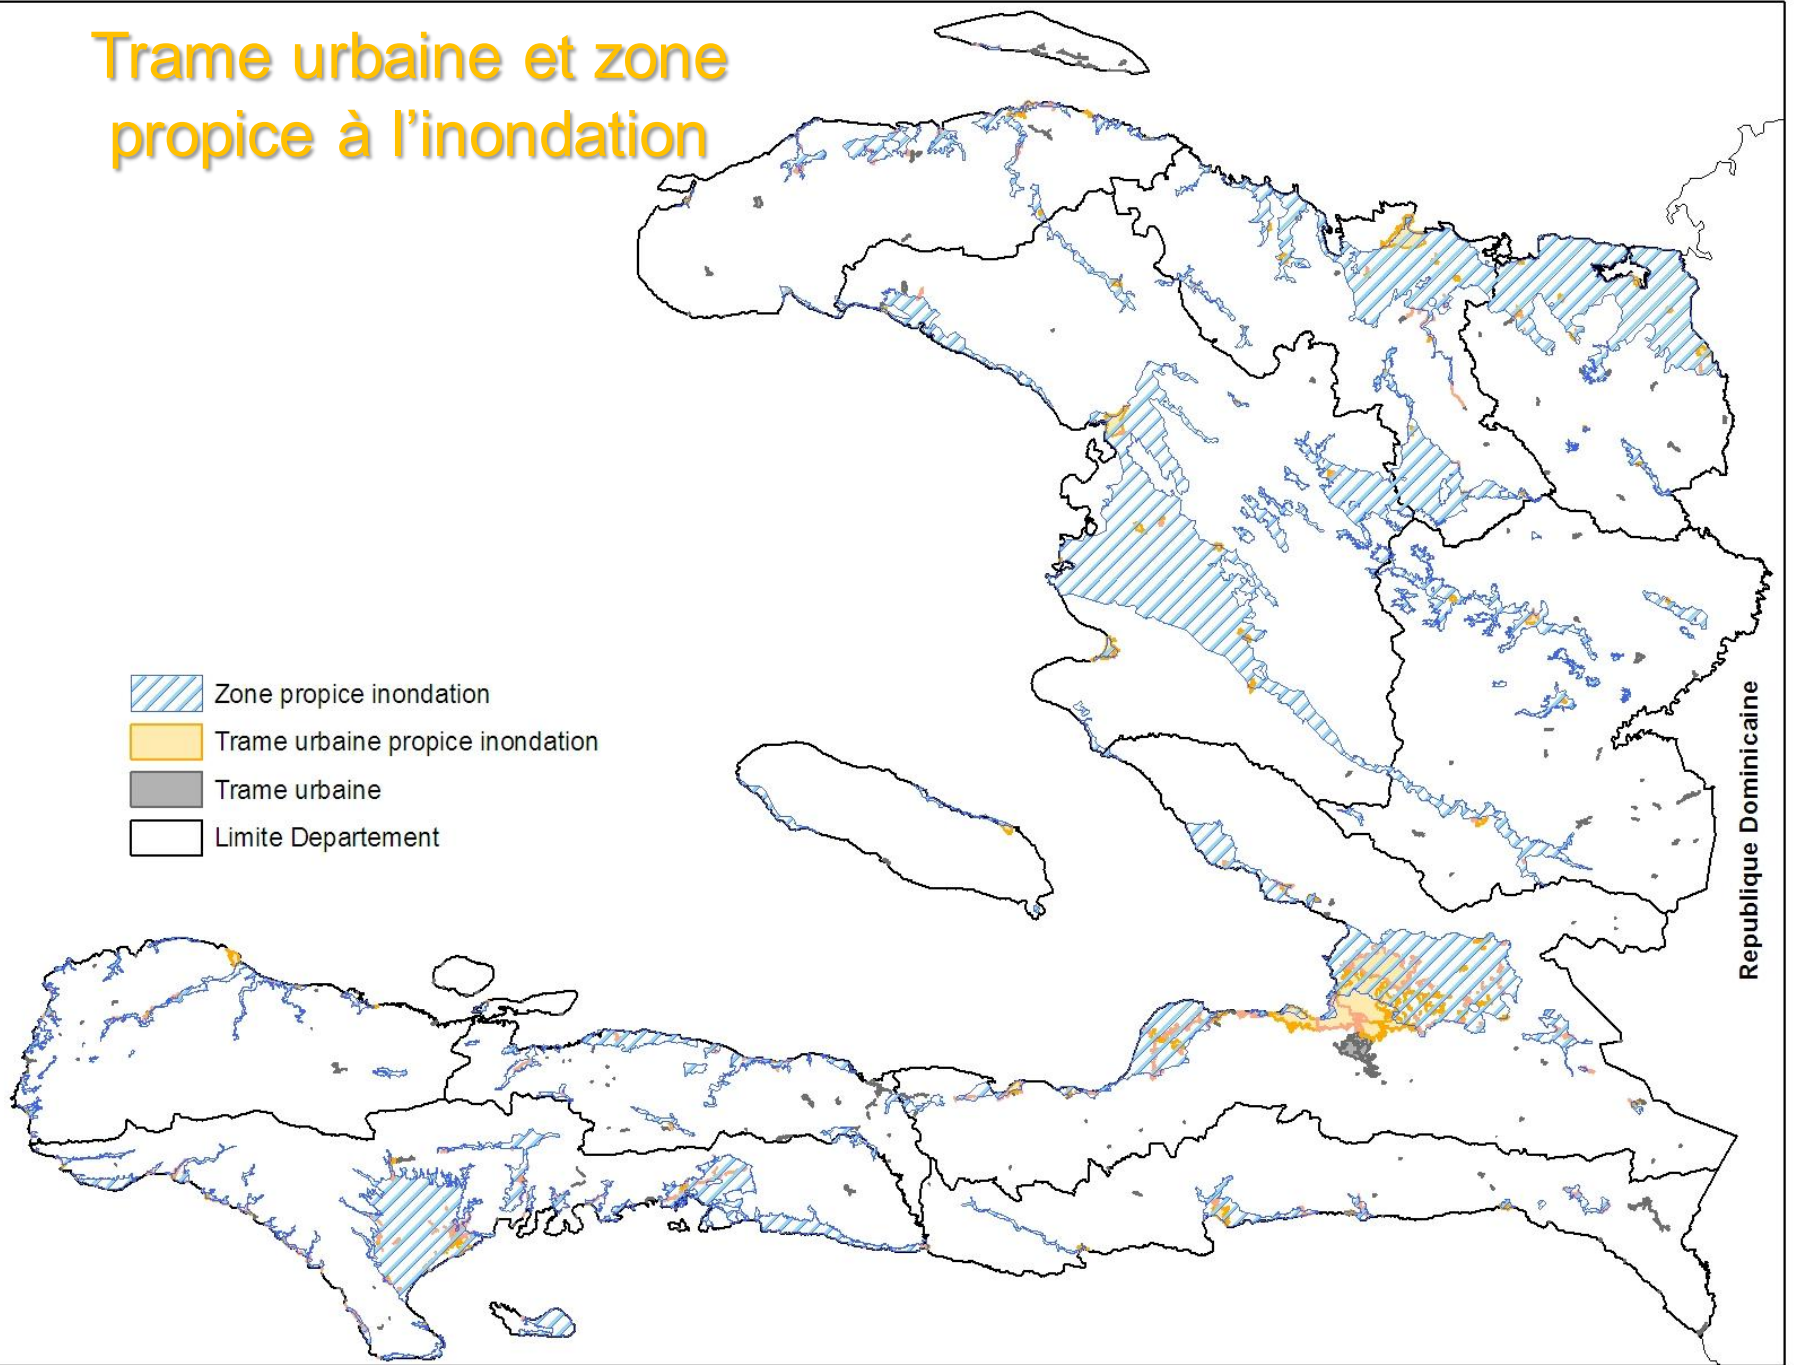 Trame urbaine et zone
propice à l’inondation
Zone propice inondation
Trame urbaine propice inondation
Trame urbaine
Limite Departement
Republique Dominicaine